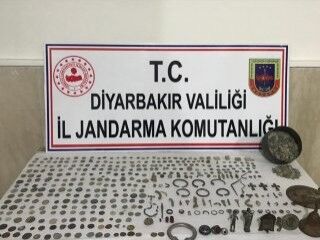 T.C.
DİYARBAKIR VALİLİĞİ
İL JANDARMA KOMUTANLIĞI